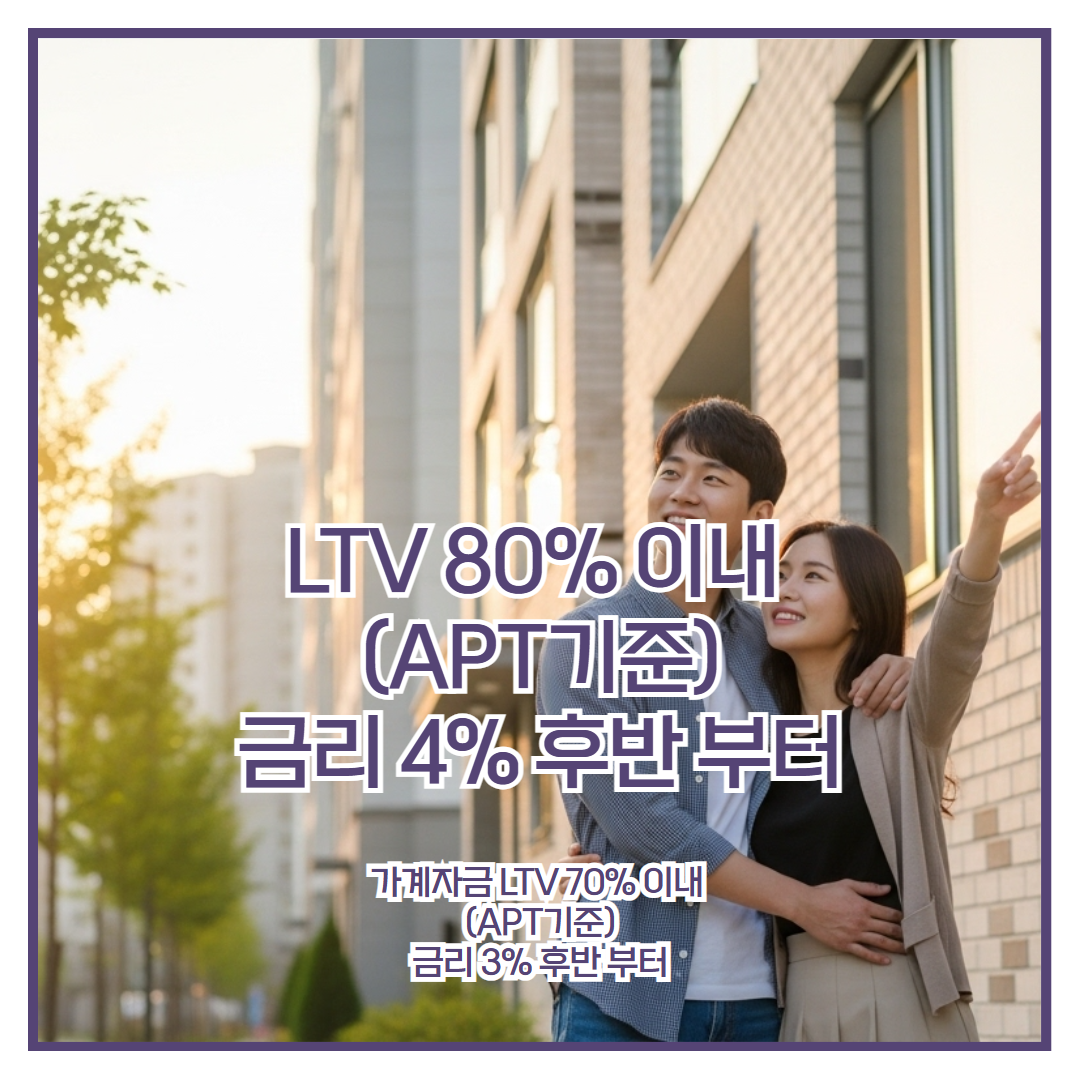 LTV 80% 이내
(APT기준)
금리 4% 후반 부터
가계자금 LTV 70% 이내
(APT기준)
금리 3% 후반 부터